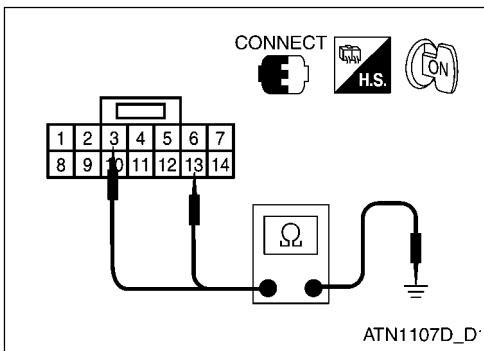 CONNECT
H.S.
ON
1 2 3 4 5 6 7
8 9 10 11 12 13 14
Ω
ATN1107D_D1